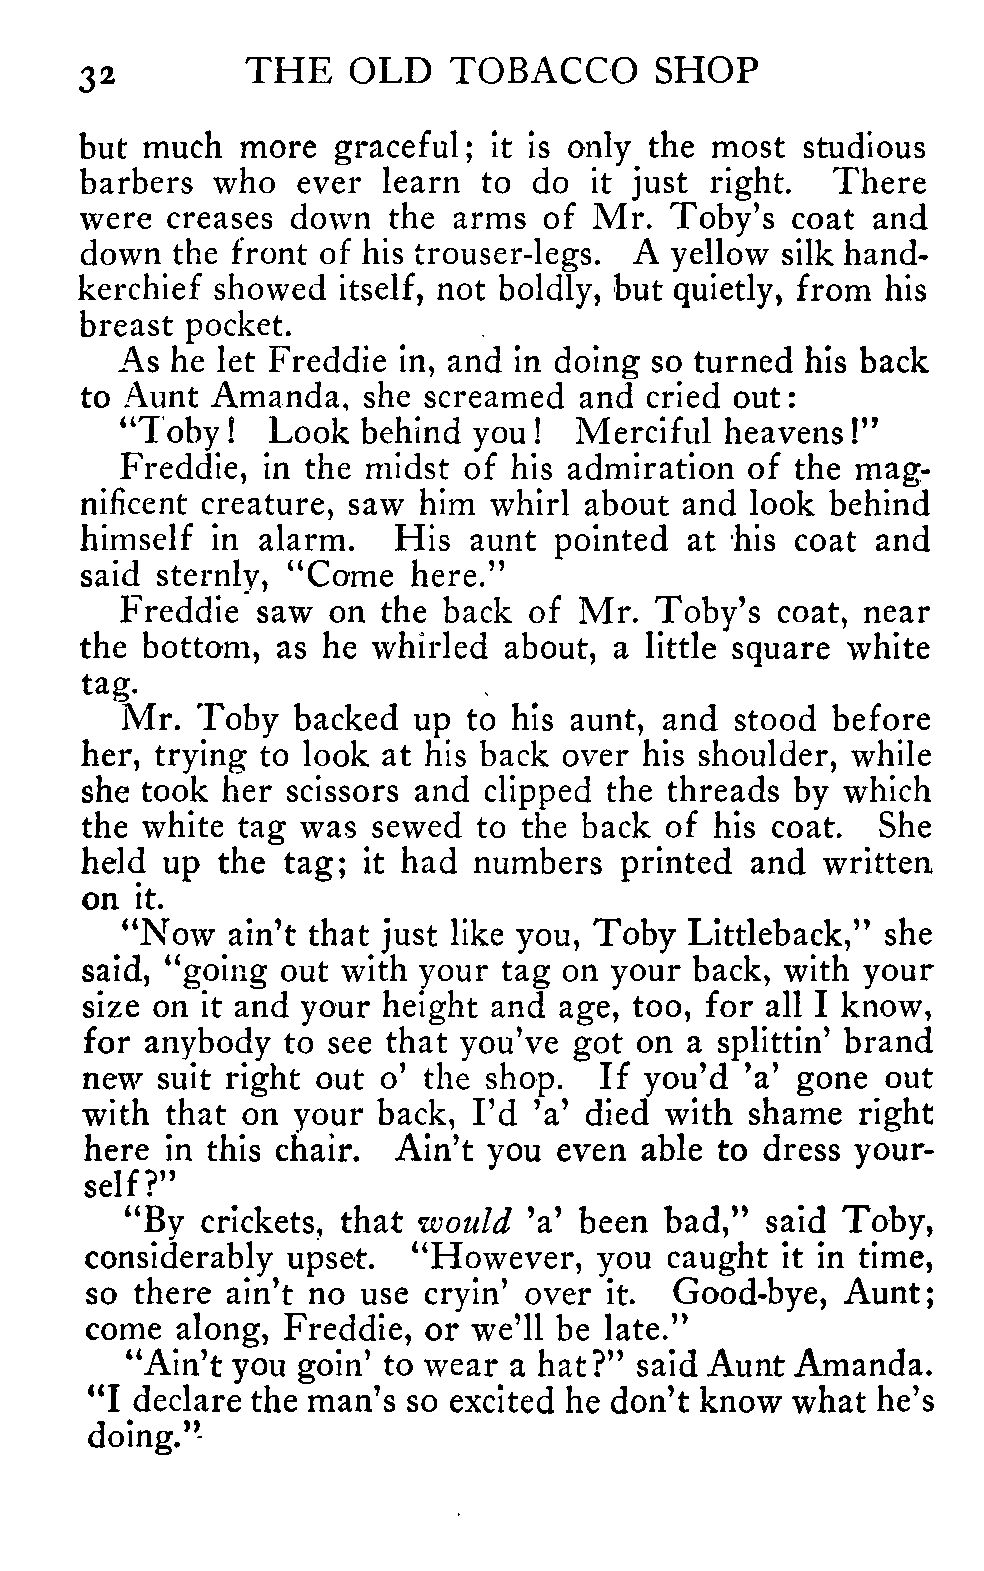 32 THE OLD TOBACCO SHOP
but much more graceful; it is only the most studious
barbers who ever learn to do it just right. There
were creases down the arms of Mr. Toby's coat and
down the front of his trouser-legs. A yellow silk hand-
kerchief showed itself, not boldly, but quietly, from his
breast pocket.
As he let Freddie in, and in doing so turned his back
to Aunt Amanda, she screamed and cried out:
"Toby! Look behind you! Merciful heavens!"
Freddie, in the midst of his admiration of the mag-
nificent creature, saw him whirl about and look behind
himself in alarm. His aunt pointed at his coat and
said sternly, "Come here."
Freddie saw on the back of Mr. Toby's coat, near
the bottom, as he whirled about, a little square white
tag.
Mr. Toby backed up to his aunt, and stood before
her, trying to look at his back over his shoulder, while
she took her scissors and clipped the threads by which
the white tag was sewed to the back of his coat. She
held up the tag; it had numbers printed and written
on it.
"Now ain't that just like you, Toby Littleback," she
said, "going out with your tag on your back, with your
size on it and your height and age, too, for all I know,
for anybody to see that you've got on a splittin' brand
new suit right out o' the shop. If you'd 'a' gone out
with that on your back, I'd 'a' died with shame right
here in this chair. Ain't you even able to dress your-
self?"
"By crickets, that would 'a' been bad," said Toby,
considerably upset. "However, you caught it in time,
so there ain't no use cryin' over it. Good-bye, Aunt;
come along, Freddie, or we'll be late."
"Ain't you goin' to wear a hat?" said Aunt Amanda.
"I declare the man's so excited he don't know what he's
doing."